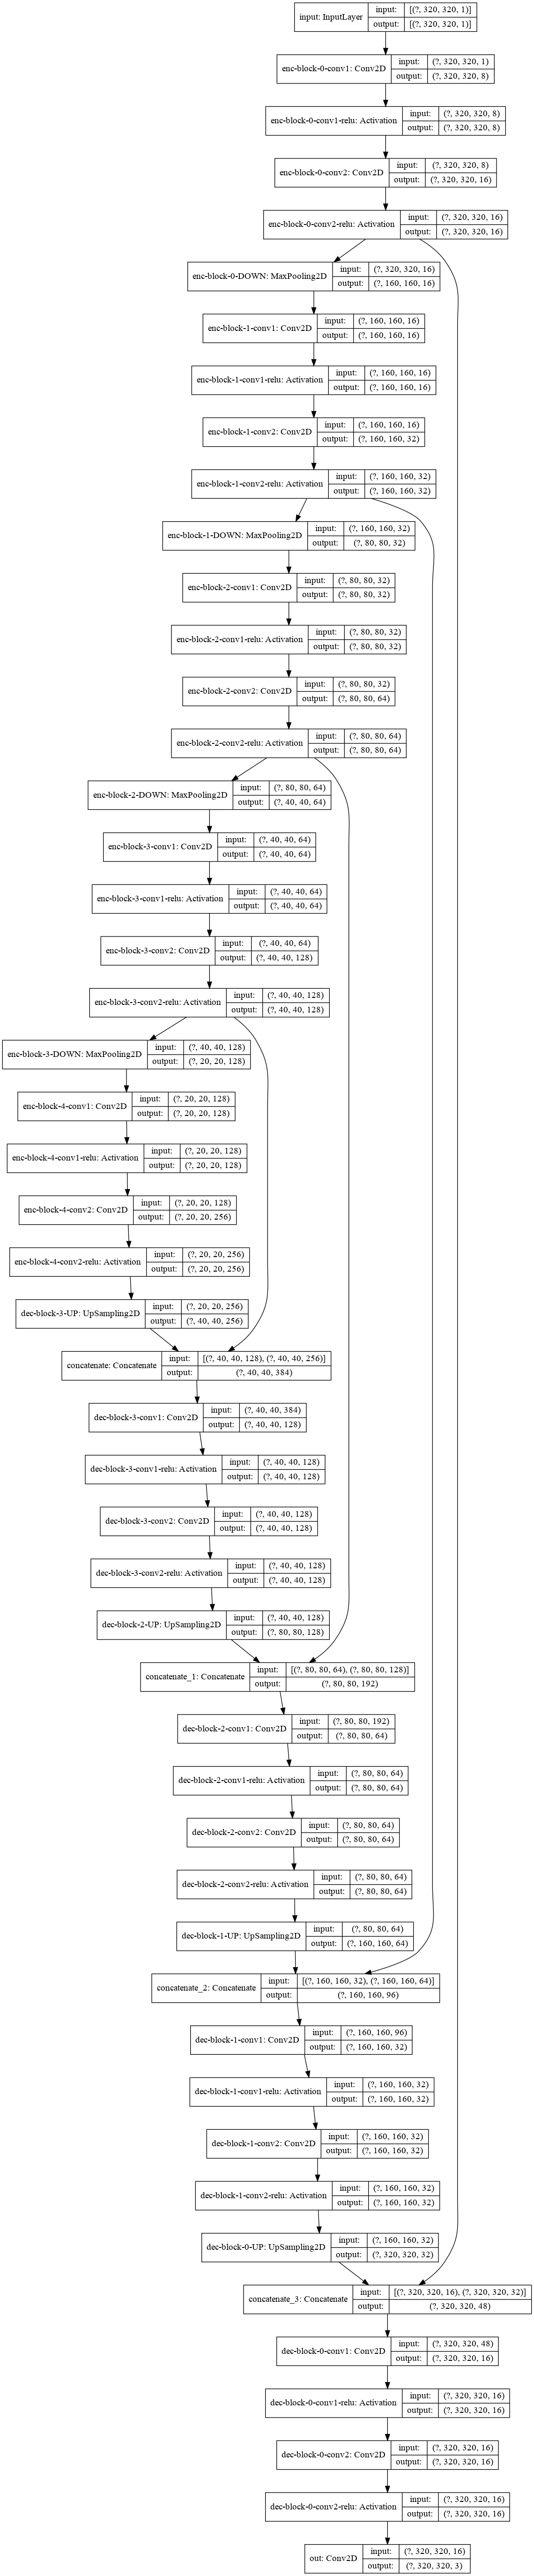 input: InputLayer input: [(?, 320, 320, 1)]
output: [(?, 320, 320, 1)]
enc-block-0-conv1: Conv2D input: (?, 320, 320, 1)
output: (?, 320, 320, 8)
enc-block-0-conv1-relu: Activation input: (?, 320, 320, 8)
output: (?, 320, 320, 8)
enc-block-0-conv2: Conv2D input: (?, 320, 320, 8)
output: (?, 320, 320, 16)
enc-block-0-conv2-relu: Activation input: (?, 320, 320, 16)
output: (?, 320, 320, 16)
enc-block-0-DOWN: MaxPooling2D input: (?, 320, 320, 16)
output: (?, 160, 160, 16)
enc-block-1-conv1: Conv2D input: (?, 160, 160, 16)
output: (?, 160, 160, 16)
enc-block-1-conv1-relu: Activation input: (?, 160, 160, 16)
output: (?, 160, 160, 16)
enc-block-1-conv2: Conv2D input: (?, 160, 160, 16)
output: (?, 160, 160, 32)
enc-block-1-conv2-relu: Activation input: (?, 160, 160, 32)
output: (?, 160, 160, 32)
enc-block-1-DOWN: MaxPooling2D input: (?, 160, 160, 32)
output: (?, 80, 80, 32)
enc-block-2-conv1: Conv2D input: (?, 80, 80, 32)
output: (?, 80, 80, 32)
enc-block-2-conv1-relu: Activation input: (?, 80, 80, 32)
output: (?, 80, 80, 32)
enc-block-2-conv2: Conv2D input: (?, 80, 80, 32)
output: (?, 80, 80, 64)
enc-block-2-conv2-relu: Activation input: (?, 80, 80, 64)
output: (?, 80, 80, 64)
enc-block-2-DOWN: MaxPooling2D input: (?, 80, 80, 64)
output: (?, 40, 40, 64)
enc-block-3-conv1: Conv2D input: (?, 40, 40, 64)
output: (?, 40, 40, 64)
enc-block-3-conv1-relu: Activation input: (?, 40, 40, 64)
output: (?, 40, 40, 64)
enc-block-3-conv2: Conv2D input: (?, 40, 40, 64)
output: (?, 40, 40, 128)
enc-block-3-conv2-relu: Activation input: (?, 40, 40, 128)
output: (?, 40, 40, 128)
enc-block-3-DOWN: MaxPooling2D input: (?, 40, 40, 128)
output: (?, 20, 20, 128)
enc-block-4-conv1: Conv2D input: (?, 20, 20, 128)
output: (?, 20, 20, 128)
enc-block-4-conv1-relu: Activation input: (?, 20, 20, 128)
output: (?, 20, 20, 128)
enc-block-4-conv2: Conv2D input: (?, 20, 20, 128)
output: (?, 20, 20, 256)
enc-block-4-conv2-relu: Activation input: (?, 20, 20, 256)
output: (?, 20, 20, 256)
dec-block-3-UP: UpSampling2D input: (?, 20, 20, 256)
output: (?, 40, 40, 256)
concatenate: Concatenate input: [(?, 40, 40, 128), (?, 40, 40, 256)]
output: (?, 40, 40, 384)
dec-block-3-conv1: Conv2D input: (?, 40, 40, 384)
output: (?, 40, 40, 128)
dec-block-3-conv1-relu: Activation input: (?, 40, 40, 128)
output: (?, 40, 40, 128)
dec-block-3-conv2: Conv2D input: (?, 40, 40, 128)
output: (?, 40, 40, 128)
dec-block-3-conv2-relu: Activation input: (?, 40, 40, 128)
output: (?, 40, 40, 128)
dec-block-2-UP: UpSampling2D input: (?, 40, 40, 128)
output: (?, 80, 80, 128)
concatenate_1: Concatenate input: [(?, 80, 80, 64), (?, 80, 80, 128)]
output: (?, 80, 80, 192)
dec-block-2-conv1: Conv2D input: (?, 80, 80, 192)
output: (?, 80, 80, 64)
dec-block-2-conv1-relu: Activation input: (?, 80, 80, 64)
output: (?, 80, 80, 64)
dec-block-2-conv2: Conv2D input: (?, 80, 80, 64)
output: (?, 80, 80, 64)
dec-block-2-conv2-relu: Activation input: (?, 80, 80, 64)
output: (?, 80, 80, 64)
dec-block-1-UP: UpSampling2D input: (?, 80, 80, 64)
output: (?, 160, 160, 64)
concatenate_2: Concatenate input: [(?, 160, 160, 32), (?, 160, 160, 64)]
output: (?, 160, 160, 96)
dec-block-1-conv1: Conv2D input: (?, 160, 160, 96)
output: (?, 160, 160, 32)
dec-block-1-conv1-relu: Activation input: (?, 160, 160, 32)
output: (?, 160, 160, 32)
dec-block-1-conv2: Conv2D input: (?, 160, 160, 32)
output: (?, 160, 160, 32)
dec-block-1-conv2-relu: Activation input: (?, 160, 160, 32)
output: (?, 160, 160, 32)
dec-block-0-UP: UpSampling2D input: (?, 160, 160, 32)
output: (?, 320, 320, 32)
concatenate_3: Concatenate input: [(?, 320, 320, 16), (?, 320, 320, 32)]
output: (?, 320, 320, 48)
dec-block-0-conv1: Conv2D input: (?, 320, 320, 48)
output: (?, 320, 320, 16)
dec-block-0-conv1-relu: Activation input: (?, 320, 320, 16)
output: (?, 320, 320, 16)
dec-block-0-conv2: Conv2D input: (?, 320, 320, 16)
output: (?, 320, 320, 16)
dec-block-0-conv2-relu: Activation input: (?, 320, 320, 16)
output: (?, 320, 320, 16)
out: Conv2D input: (?, 320, 320, 16)
output: (?, 320, 320, 3)